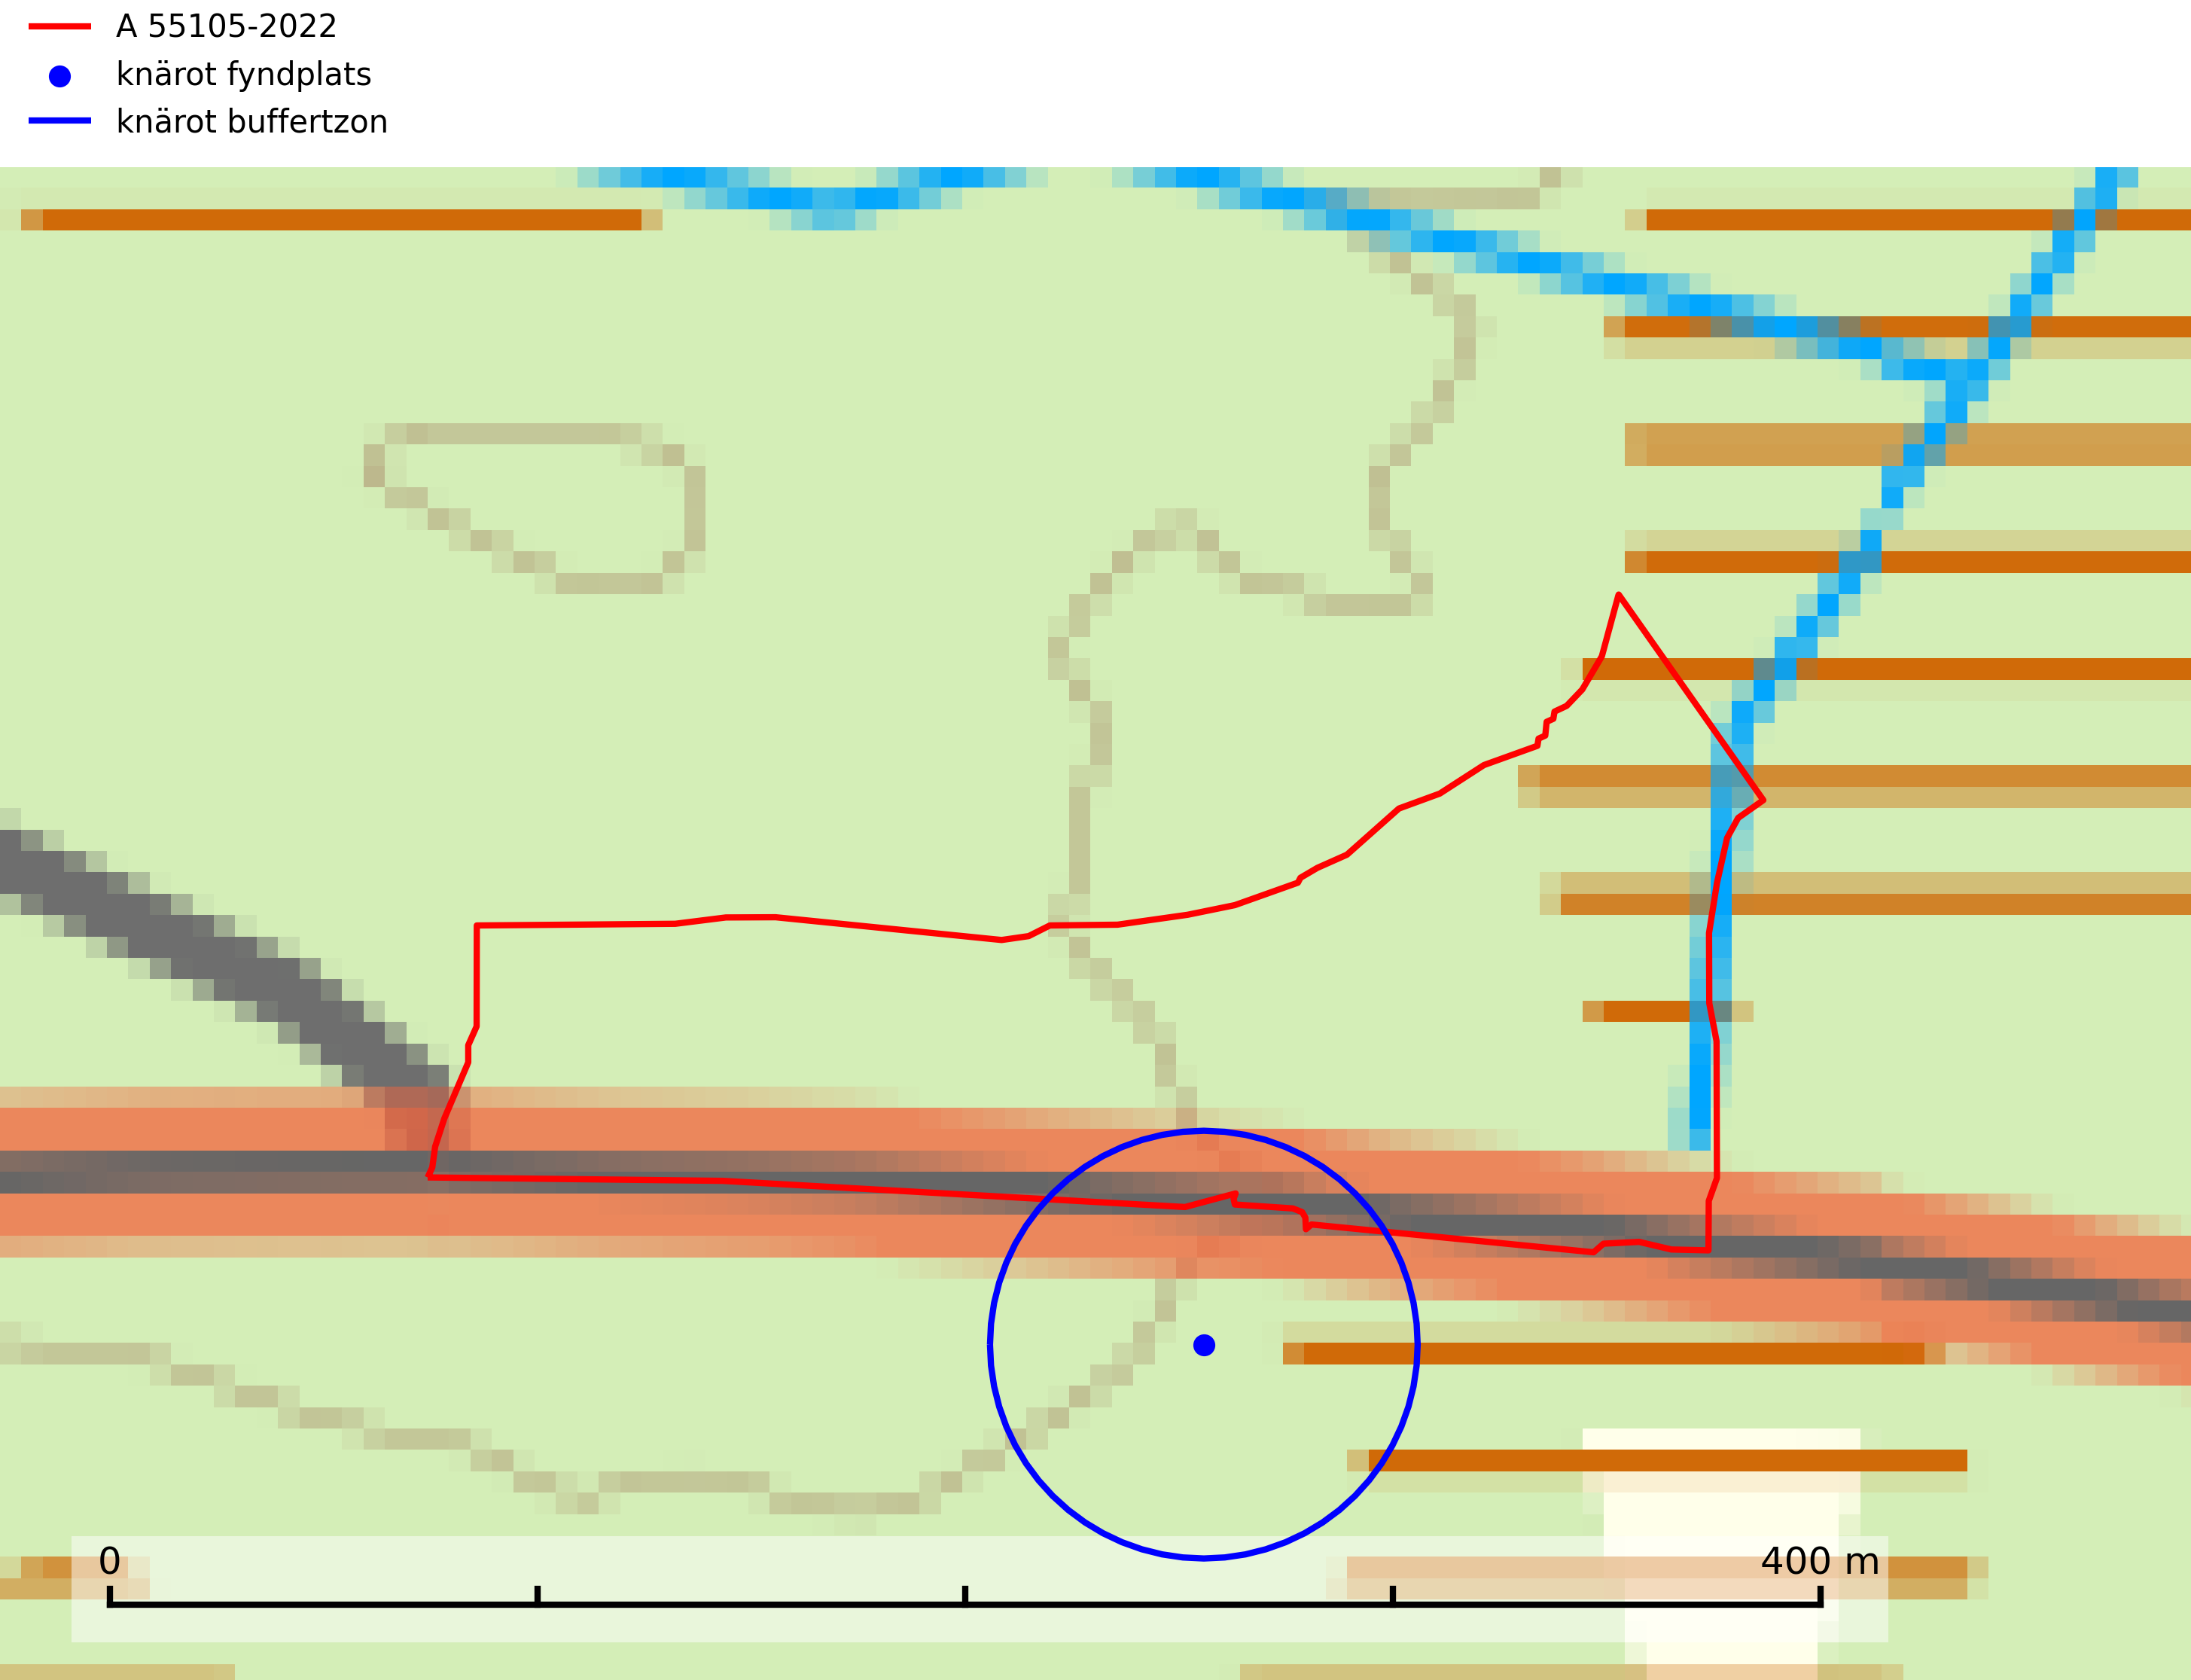 A 55105-2022
knärot fyndplats
knärot buffertzon
0
400 m